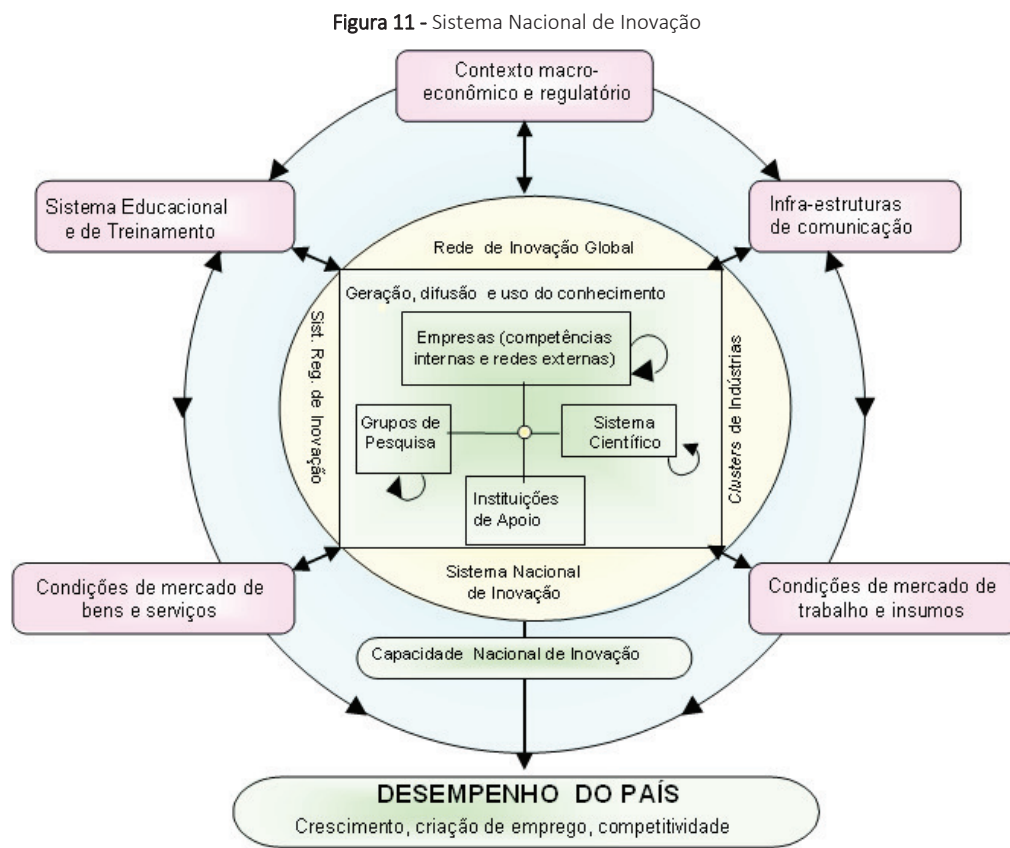 Figura 11 - Sistema Nacional de Inovação
Contexto macro-
econômico e regulatório
Sistema Educacional
e de Treinamento
Infra-estruturas
de comunicação
Rede de Inovação Global
Geração, difusão e uso do conhecimento
Sist. Reg. de Inovação
de Inovação
Empresas (competências
internas e redes externas)
Clusters de Indústrias
Grupos de
Pesquisa
Sistema
Científico
Instituições
de Apoio
Condições de mercado de
bens e serviços
Sistema Nacional
de Inovação
Condições de mercado de
trabalho e insumos
Capacidade Nacional de Inovação
DESEMPENHO DO PAÍS
Crescimento, criação de emprego, competitividade